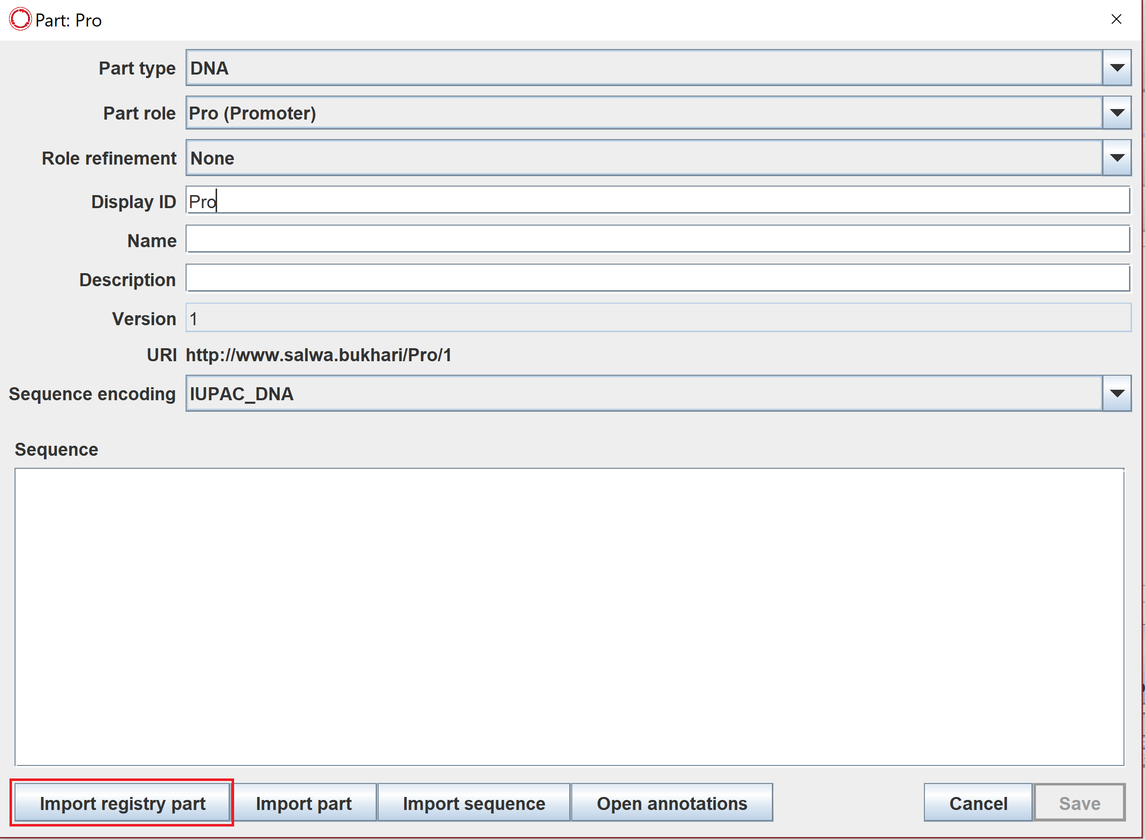 Part: Pro
Part type DNA
Part role Pro (Promoter)
Role refinement None
Display ID Pro
Name
Description
Version 1
URI http://www.salwa.bukhari/Pro/1
Sequence encoding IUPAC_DNA
Sequence
Import registry part Import part Import sequence Open annotations Cancel Save